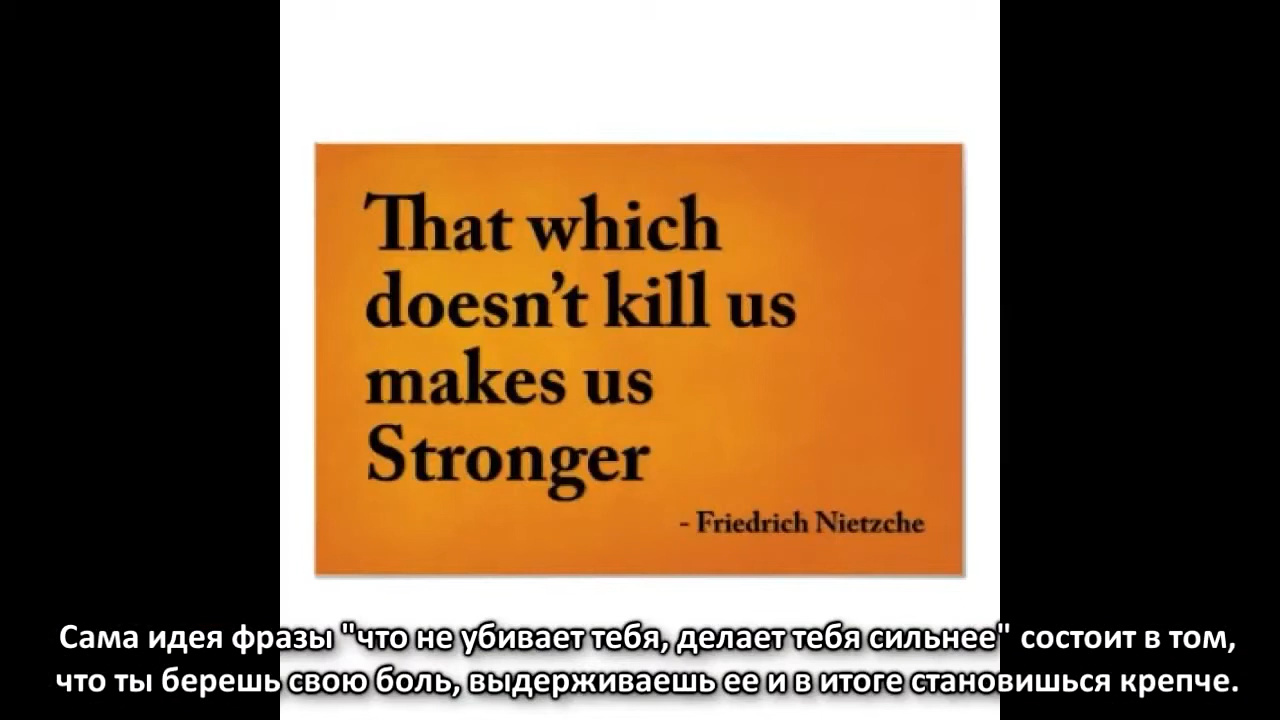 That which
doesn't kill us
makes us
Stronger
- Friedrich Nietzche
Сама идея фразы "что не убивает тебя, делает тебя сильнее" состоит в том,
что ты берешь свою боль, выдерживаешь ее и в итоге становишься крепче.